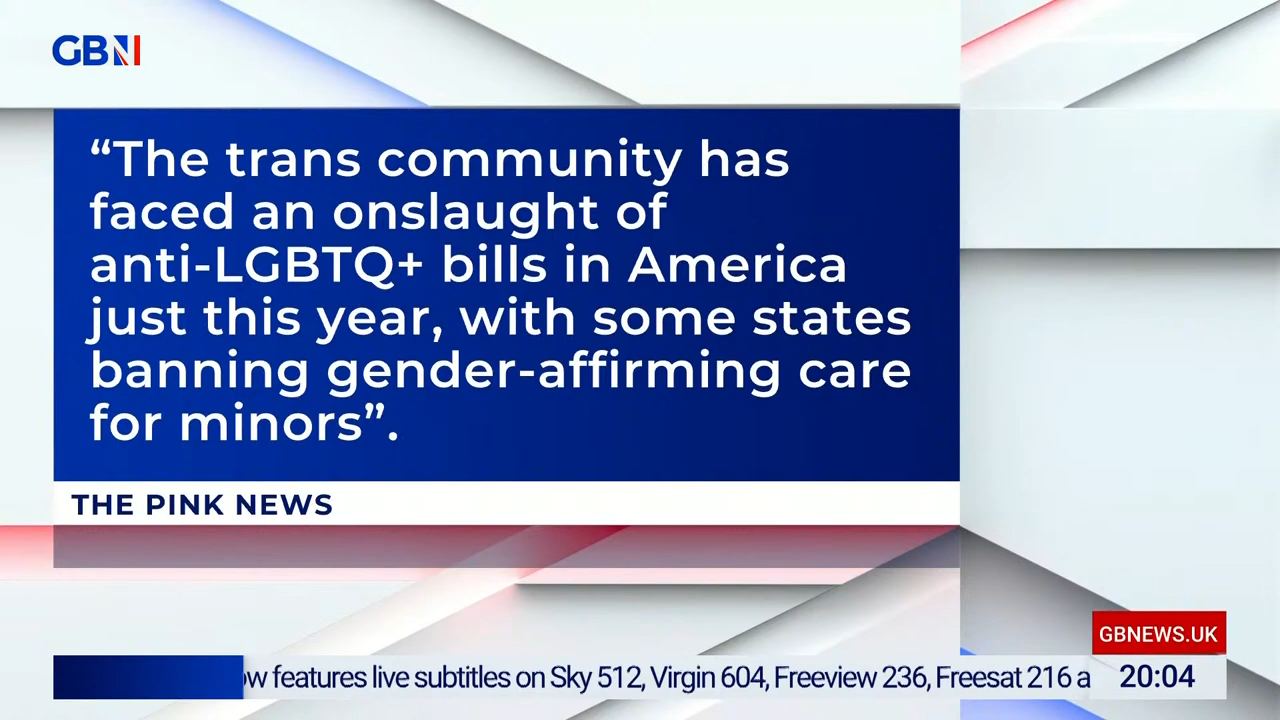 GBN
“The trans community has
faced an onslaught of
anti-LGBTQ+ bills in America
just this year, with some states
banning gender-affirming care
for minors”.
THE PINK NEWS
GBNEWS.UK
features live subtitles on Sky 512, Virgin 604, Freeview 236, Freesat 216 a
20:04